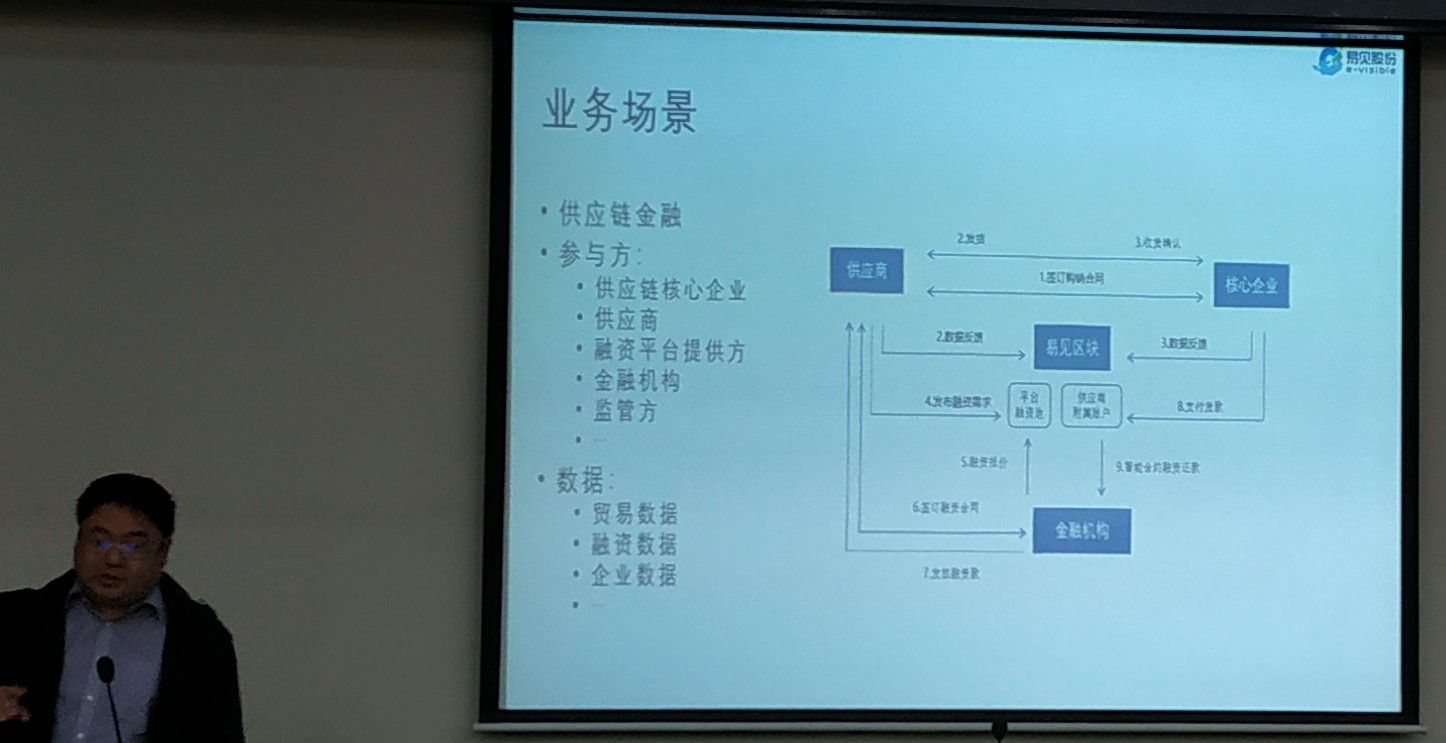 易见股份
e-visible
业务场景
• 供应链金融
• 参与方:
• 供应链核心企业
• 供应商
• 融资平台提供方
• 金融机构
• 监管方
• ...
• 数据:
• 贸易数据
• 融资数据
• 企业数据
• ...
2.发货
3.收货确认
供应商
1.签订购销合同
核心企业
2.数据反馈
易见区块
3.数据反馈
4.发布融资需求
平台
融资池
供应商
附属账户
8.支付货款
5.融资报价
9.智能合约融资还款
6.签订融资合同
金融机构
7.发放融资款